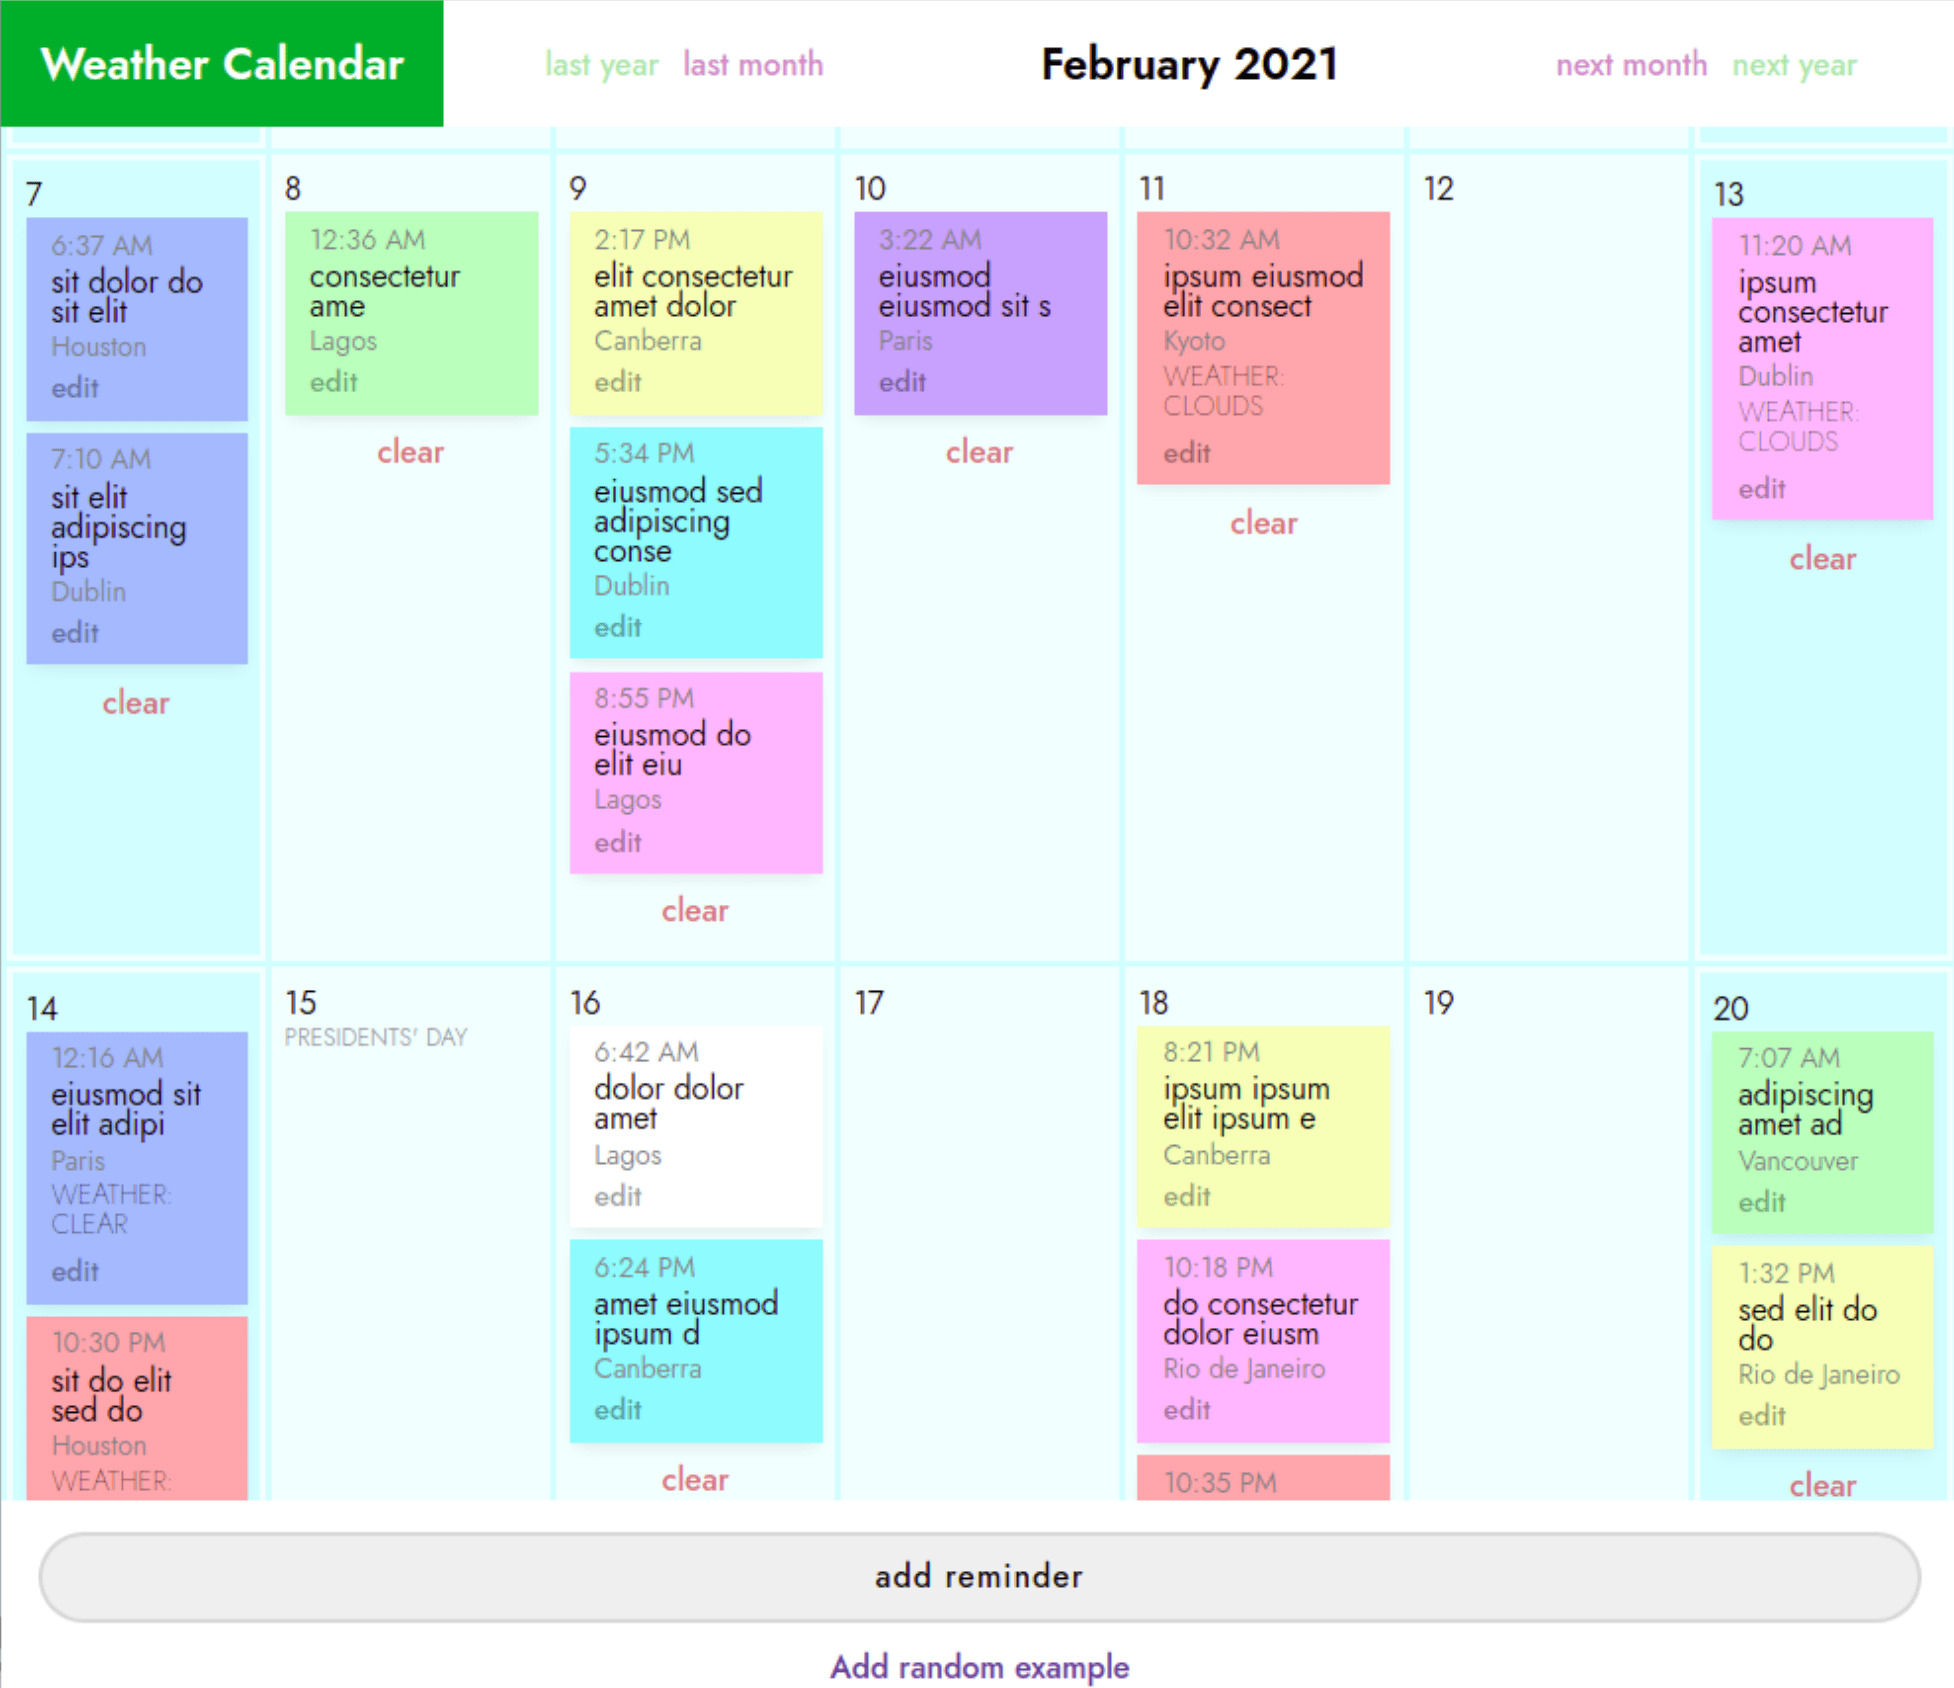 Weather Calendar
last year last month
February 2021
next month next year
7
6:37 AM
sit dolor do
sit elit
Houston
edit
7:10 AM
sit elit
adipiscing
ips
Dublin
edit
clear
8
12:36 AM
consectetur
ame
Lagos
edit
clear
9
2:17 PM
elit consectetur
amet dolor
Canberra
edit
5:34 PM
eiusmod sed
adipiscing
conse
Dublin
edit
8:55 PM
eiusmod do
elit eiu
Lagos
edit
clear
10
3:22 AM
eiusmod
eiusmod sit s
Paris
edit
clear
11
10:32 AM
ipsum eiusmod
elit consect
Kyoto
WEATHER:
CLOUDS
edit
clear
12
13
11:20 AM
ipsum
consectetur
amet
Dublin
WEATHER:
CLOUDS
edit
clear
14
12:16 AM
eiusmod sit
elit adipi
Paris
WEATHER:
CLEAR
edit
10:30 PM
sit do elit
sed do
Houston
WEATHER:
15
PRESIDENTS' DAY
16
6:42 AM
dolor dolor
amet
Lagos
edit
6:24 PM
amet eiusmod
ipsum d
Canberra
edit
clear
17
18
8:21 PM
ipsum ipsum
elit ipsum e
Canberra
edit
10:18 PM
do consectetur
dolor eiusm
Rio de Janeiro
edit
10:35 PM
19
20
7:07 AM
adipiscing
amet ad
Vancouver
edit
1:32 PM
sed elit do
do
Rio de Janeiro
edit
clear
add reminder
Add random example